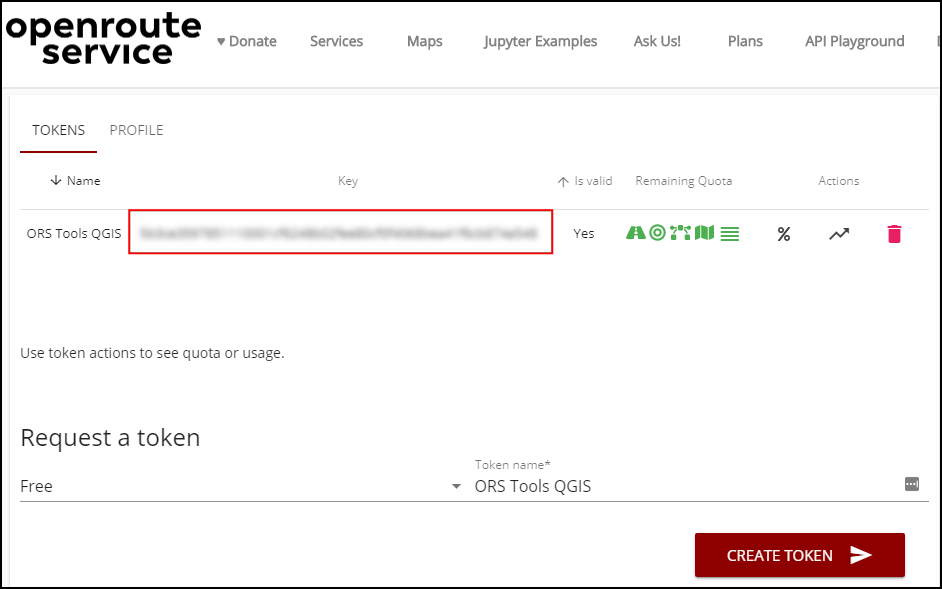 openroute
service
♥ Donate Services Maps Jupyter Examples Ask Us! Plans API Playground
TOKENS PROFILE
Name Key Is valid Remaining Quota Actions
ORS Tools QGIS Yes
Use token actions to see quota or usage.
Request a token
Token name*
Free ORS Tools QGIS
CREATE TOKEN